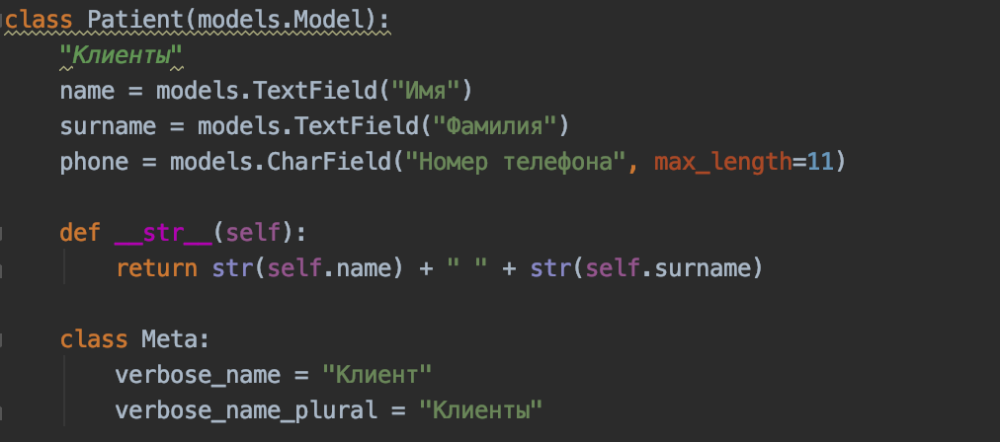 class Patient(models.Model):
"Клиенты"
name = models.TextField("Имя")
surname = models.TextField("Фамилия")
phone = models.CharField("Номер телефона", max_length=11)
def __str__(self):
return str(self.name) + " " + str(self.surname)
class Meta:
verbose_name = "Клиент"
verbose_name_plural = "Клиенты"